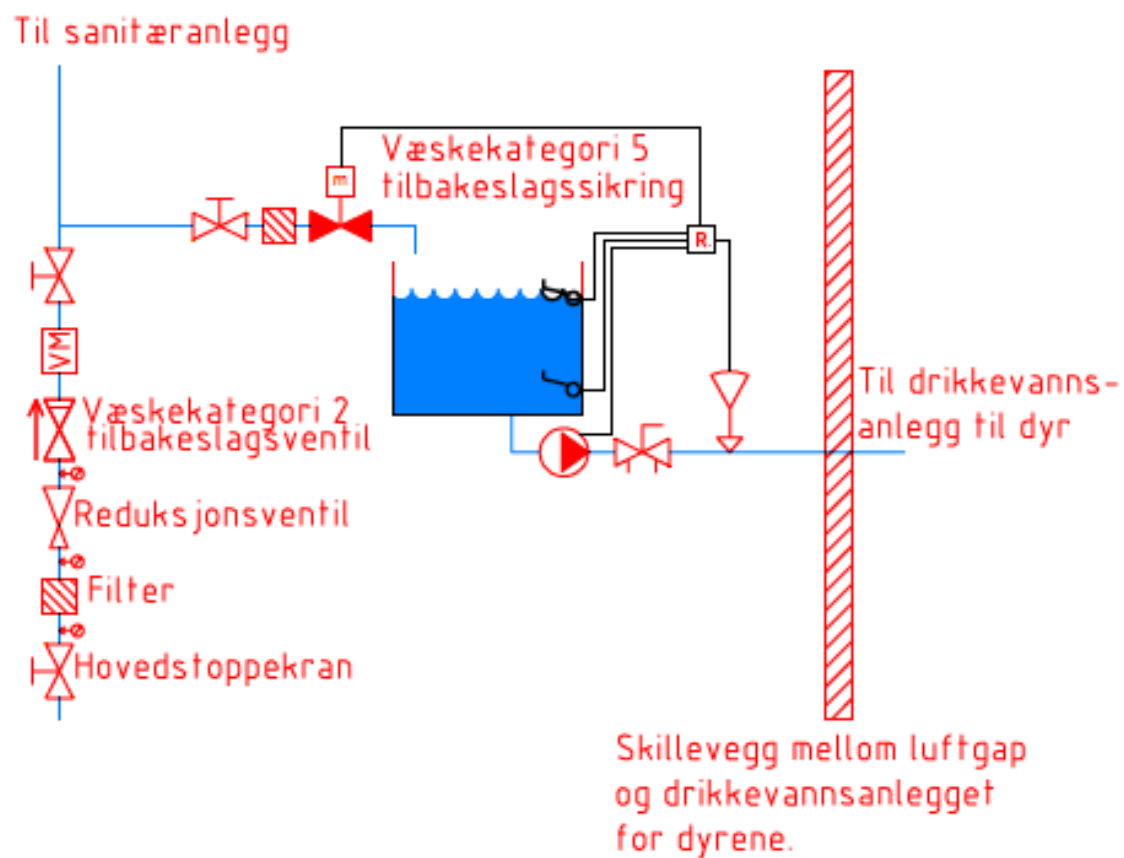 Til sanitæranlegg
Væskekategori 5
tilbakeslagssikring
m
R.
VM
Væskekategori 2
tilbakeslagsventil
Til drikkevanns-
anlegg til dyr
Reduksjonsventil
Filter
Hovedstoppekran
Skillevegg mellom luftgap
og drikkevannsanlegget
for dyrene.